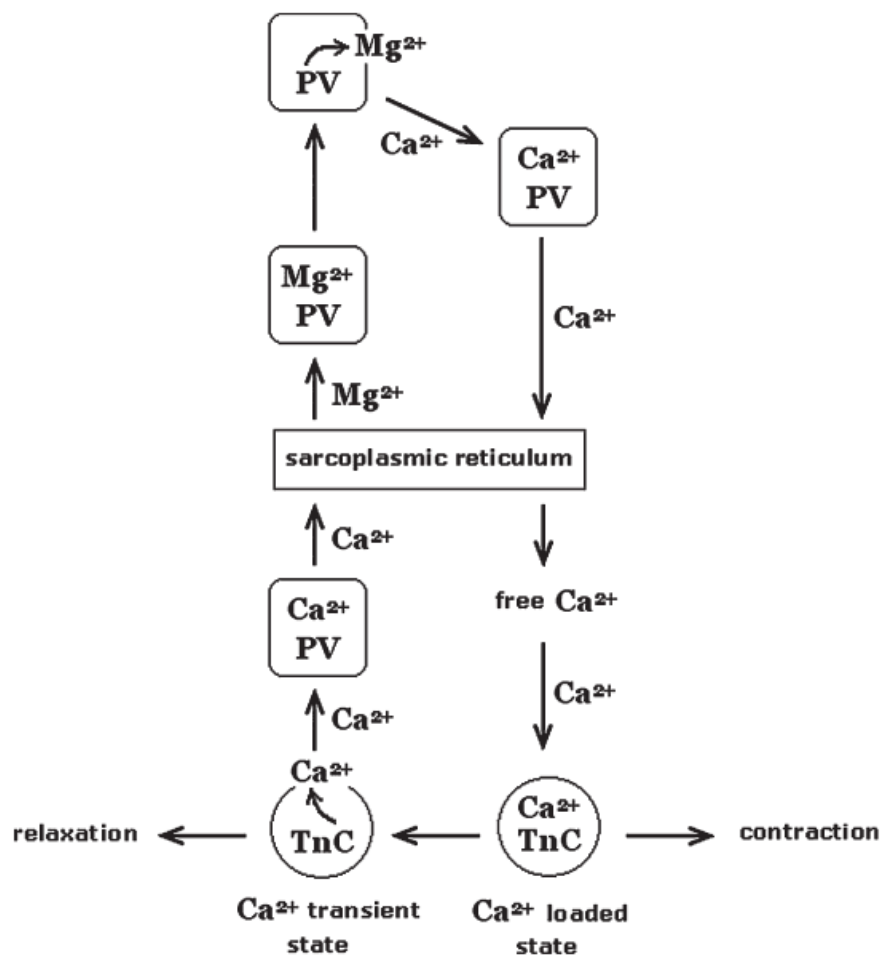 Mg²⁺
PV
Ca²⁺
Ca²⁺
PV
Mg²⁺
PV
Ca²⁺
Mg²⁺
sarcoplasmic reticulum
Ca²⁺
Ca²⁺
PV
free Ca²⁺
Ca²⁺
Ca²⁺
Ca²⁺
TnC
Ca²⁺
TnC
relaxation
contraction
Ca²⁺ transient
state
Ca²⁺ loaded
state